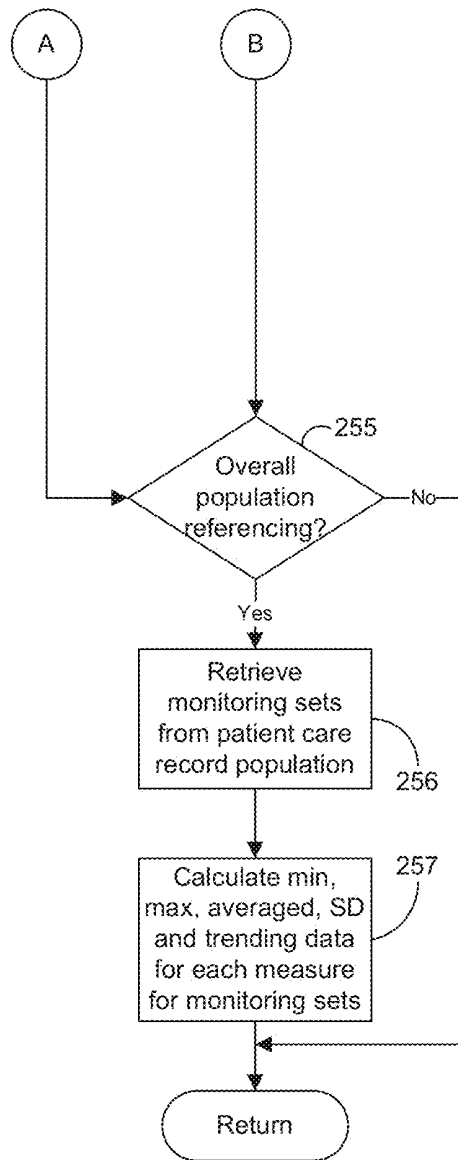 A
B
255
Overall
population
referencing?
No
Yes
Retrieve
monitoring sets
from patient care
record population
256
257
Calculate min,
max, averaged, SD
and trending data
for each measure
for monitoring sets
Return